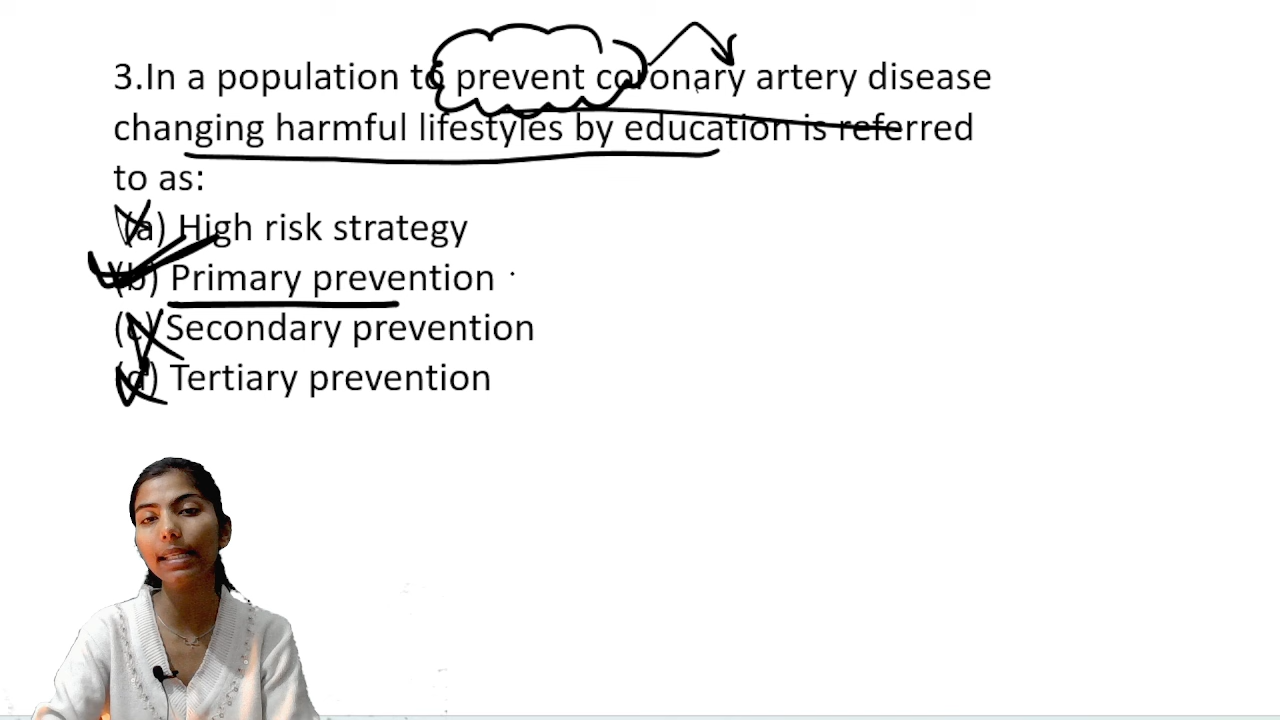 3.In a population to prevent coronary artery disease
changing harmful lifestyles by education is referred
to as:
(a) High risk strategy
(b) Primary prevention
(c) Secondary prevention
(d) Tertiary prevention